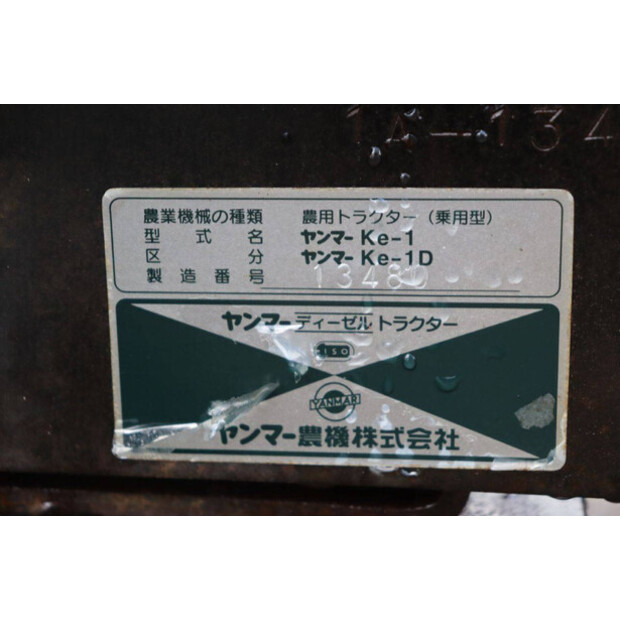 1A-134
農業機械の種類 農用トラクター（乗用型）
型式名 ヤンマー Ke-1
区分 ヤンマー Ke-1D
製造番号 13480
ヤンマーディーゼルトラクター
ISO
YANMAR
ヤンマー農機株式会社